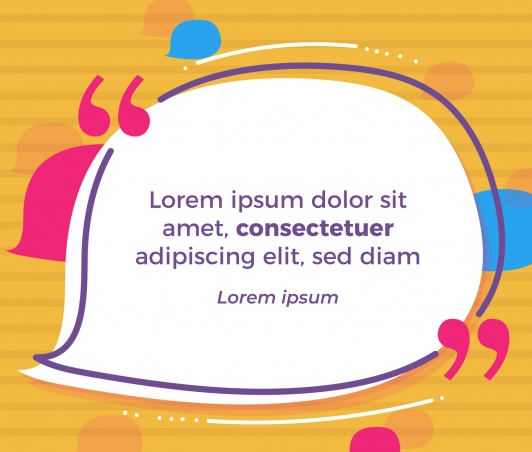 Lorem ipsum dolor sit
amet, consectetuer
adipiscing elit, sed diam
Lorem ipsum